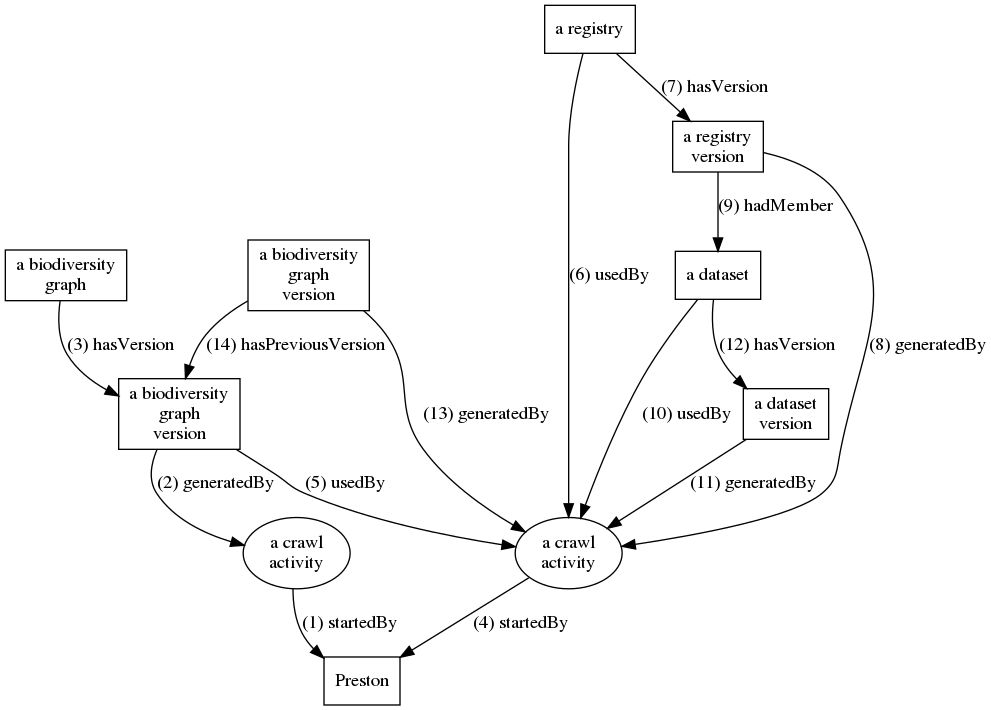 a registry
(7) hasVersion
a registry
version
(9) hadMember
a biodiversity
graph
a biodiversity
graph
version
(6) usedBy
a dataset
(3) hasVersion
(14) hasPreviousVersion
(12) hasVersion
(8) generatedBy
a biodiversity
graph
version
(13) generatedBy
(10) usedBy
a dataset
version
(2) generatedBy
(5) usedBy
(11) generatedBy
a crawl
activity
a crawl
activity
(1) startedBy
(4) startedBy
Preston